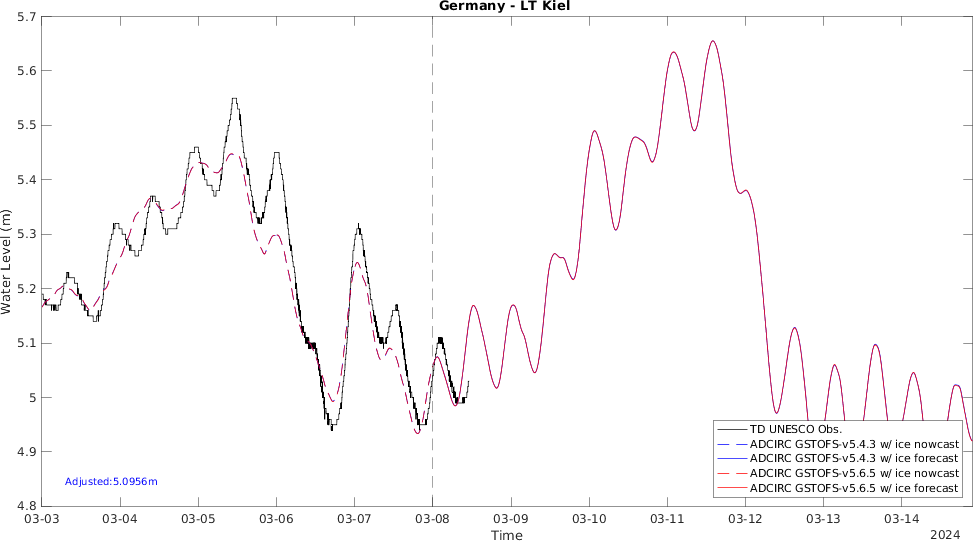 Germany - LT Kiel
Water Level (m)
5.7
5.6
5.5
5.4
5.3
5.2
5.1
5
4.9
4.8
Adjusted:5.0956m
TD UNESCO Obs.
ADCIRC GSTOFS-v5.4.3 w/ ice nowcast
ADCIRC GSTOFS-v5.4.3 w/ ice forecast
ADCIRC GSTOFS-v5.6.5 w/ ice nowcast
ADCIRC GSTOFS-v5.6.5 w/ ice forecast
03-03 03-04 03-05 03-06 03-07 03-08 03-09 03-10 03-11 03-12 03-13 03-14
Time
2024